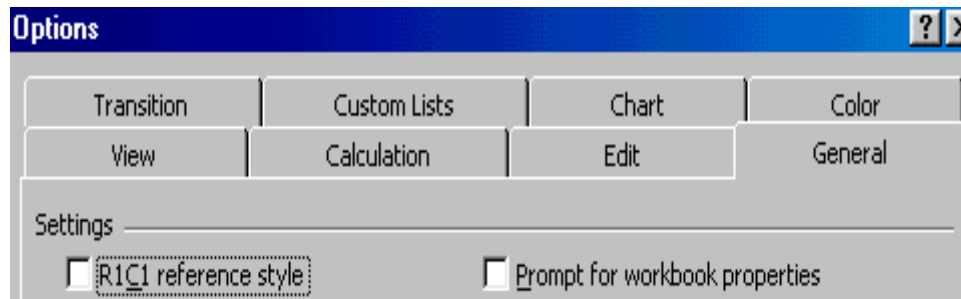 Options ? X
Transition Custom Lists Chart Color
View Calculation Edit General
Settings
R1C1 reference style Prompt for workbook properties